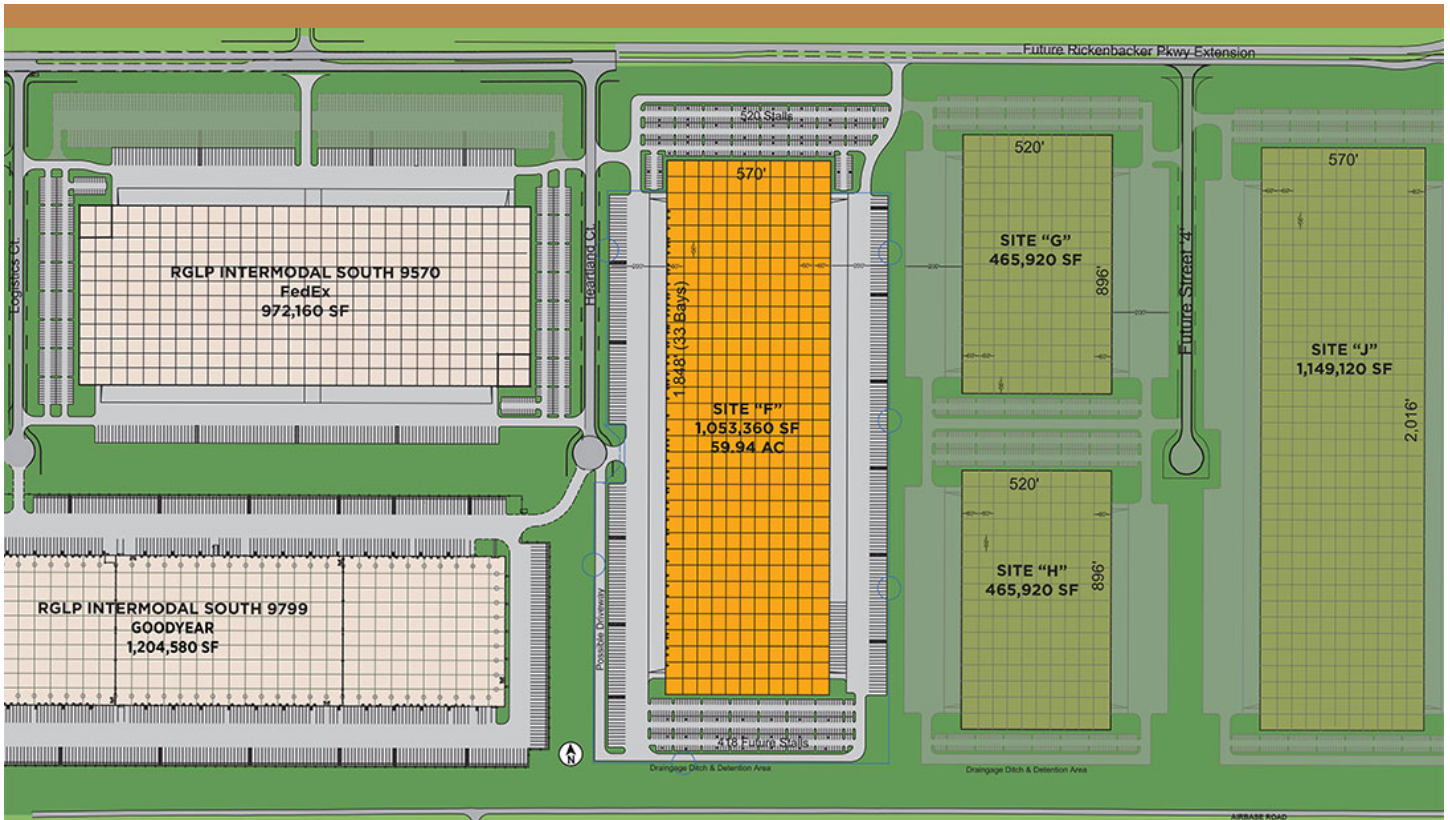 Future Rickenbacker Pkwy Extension
520 Stalls
570'
520'
570'
Logistics Ct.
RGLP INTERMODAL SOUTH 9570
FedEx
972,160 SF
Heartland Ct.
1,848' (33 Bays)
SITE “F”
1,053,360 SF
59.94 AC
SITE “G”
465,920 SF
896'
Future Street '4'
SITE “J”
1,149,120 SF
2,016'
520'
SITE “H”
465,920 SF
896'
RGLP INTERMODAL SOUTH 9799
GOODYEAR
1,204,580 SF
Possible Driveway
N
418 Future Stalls
Draingage Ditch & Detention Area
Draingage Ditch & Detention Area
AIRBASE ROAD